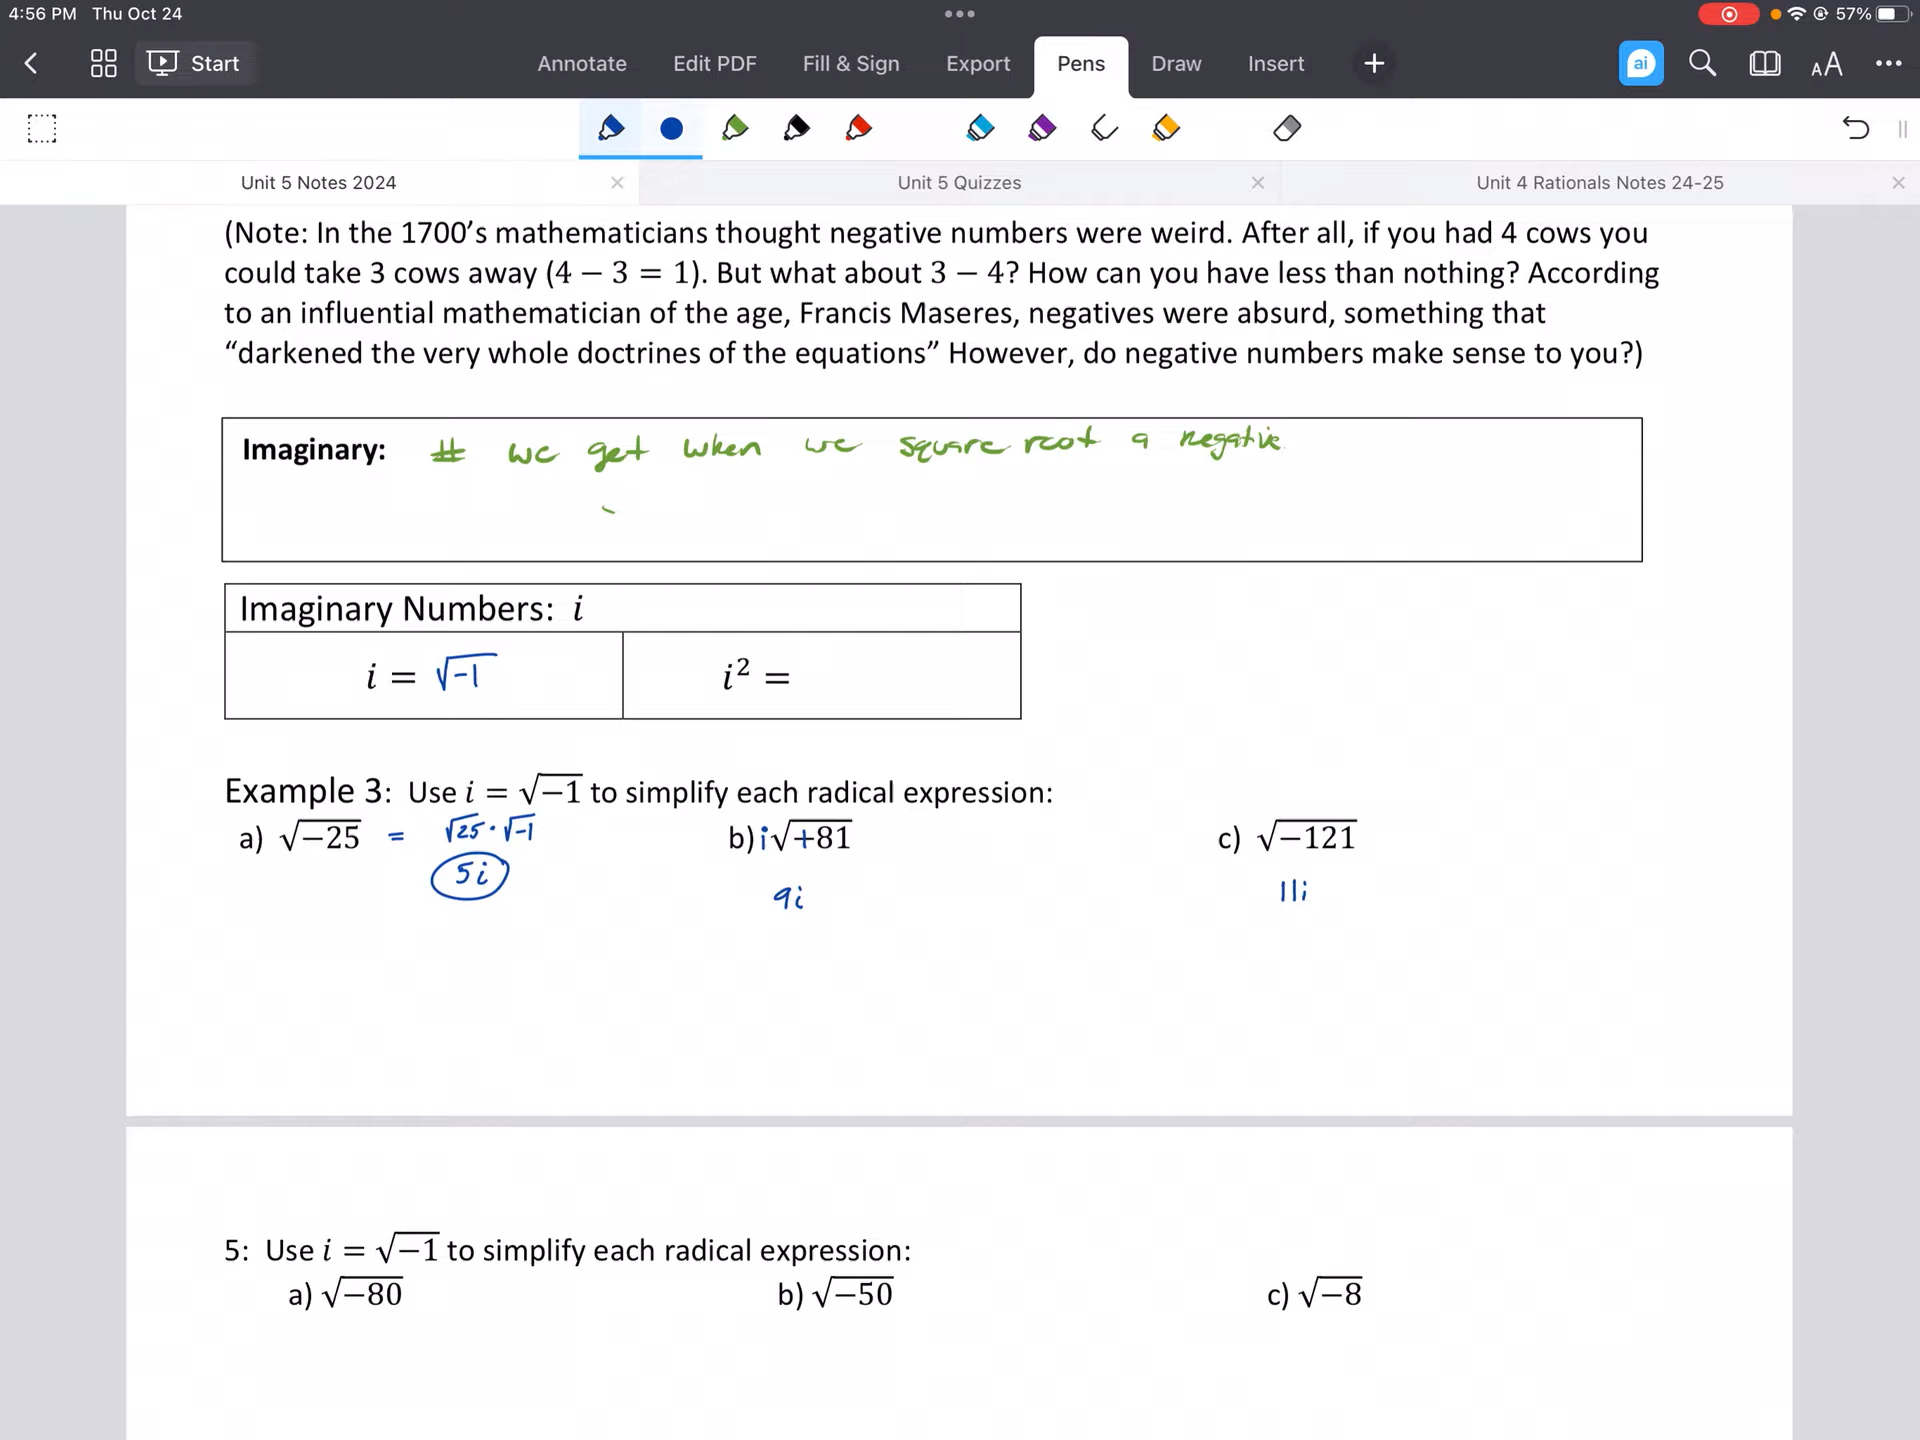 4:56 PM Thu Oct 24
57%
Start
Annotate Edit PDF Fill & Sign Export Pens Draw Insert
ai
AA
Unit 5 Notes 2024
Unit 5 Quizzes
Unit 4 Rationals Notes 24-25
(Note: In the 1700’s mathematicians thought negative numbers were weird. After all, if you had 4 cows you
could take 3 cows away (4 − 3 = 1). But what about 3 − 4? How can you have less than nothing? According
to an influential mathematician of the age, Francis Maseres, negatives were absurd, something that
“darkened the very whole doctrines of the equations” However, do negative numbers make sense to you?)
Imaginary: # we get when we square root a negative
Imaginary Numbers: i
i = √-1
i² =
Example 3: Use i = √−1 to simplify each radical expression:
a) √−25 = √25 · √-1
b) i√+81
c) √−121
5i
9i
11i
5: Use i = √−1 to simplify each radical expression:
a) √−80
b) √−50
c) √−8